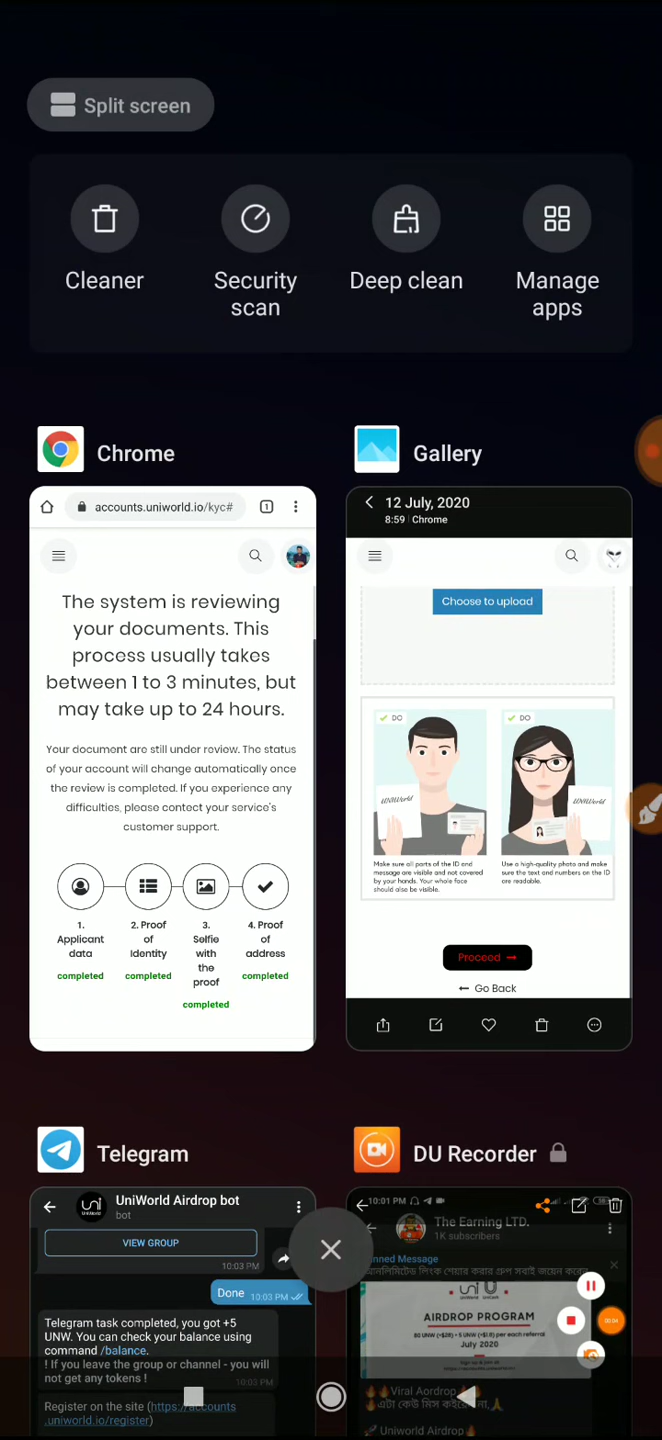 Split screen
Cleaner
Security
scan
Deep clean
Manage
apps
Chrome
accounts.uniworld.io/kyc#
1
The system is reviewing
your documents. This
process usually takes
between 1 to 3 minutes, but
may take up to 24 hours.
Your document are still under review. The status
of your account will change automatically once
the review is completed. If you experience any
difficulties, please contect your service's
customer support.
1.
Applicant
data
completed
2. Proof
of
Identity
completed
3.
Selfie
with
the
proof
completed
4. Proof
of
address
completed
Gallery
12 July, 2020
8:59 | Chrome
Choose to upload
DO
UNIWorld
Make sure all parts of the ID and
message are visible and not covered
by your hands. Your whole face
should also be visible.
DO
UNIWorld
Use a high-quality photo and make
sure the text and numbers on the ID
are readable.
Proceed →
← Go Back
Telegram
UniWorld Airdrop bot
bot
VIEW GROUP
10:03 PM
Done 10:03 PM
Telegram task completed, you got +5
UNW. You can check your balance using
command /balance.
! If you leave the group or channel - you will
not get any tokens !
10:03 PM
Register on the site (https://accounts
.uniworld.io/register)
DU Recorder
10:01 PM
The Earning LTD.
1K subscribers
AIRDROP PROGRAM
July 2020
00:04
🔥🔥Viral Aordrop🔥🔥
Uniworld Airdrop🔥